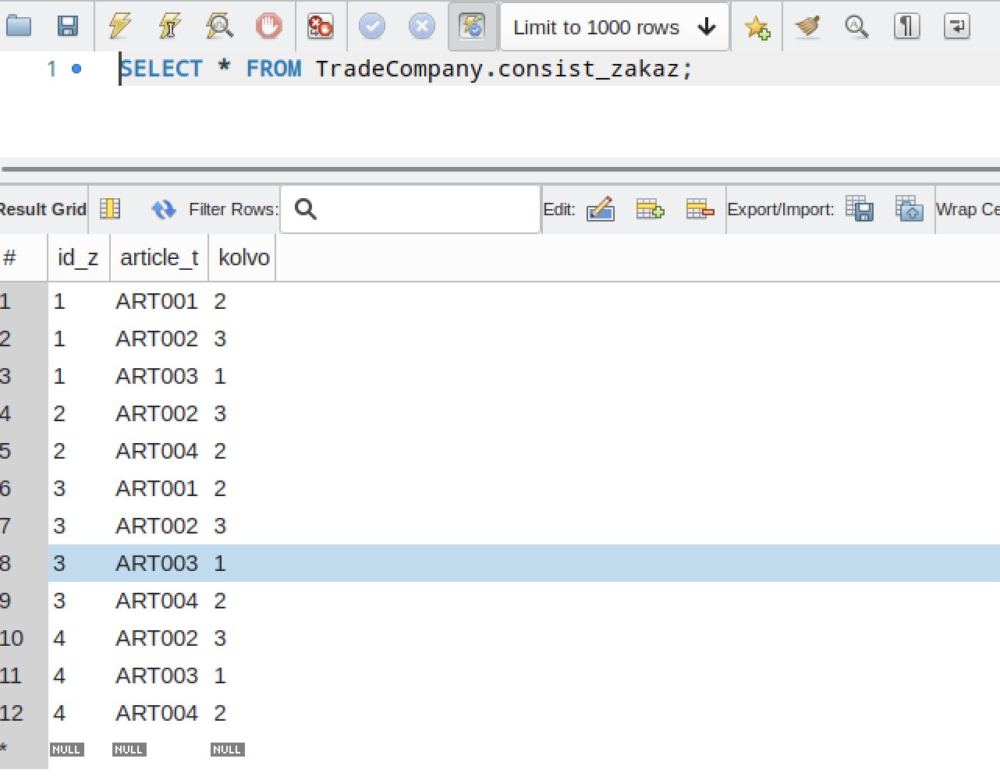 Limit to 1000 rows
1 SELECT * FROM TradeCompany.consist_zakaz;
Result Grid Filter Rows: Edit: Export/Import: Wrap Ce
# id_z article_t kolvo
1 1 ART001 2
2 1 ART002 3
3 1 ART003 1
4 2 ART002 3
5 2 ART004 2
6 3 ART001 2
7 3 ART002 3
8 3 ART003 1
9 3 ART004 2
10 4 ART002 3
11 4 ART003 1
12 4 ART004 2
* NULL NULL NULL